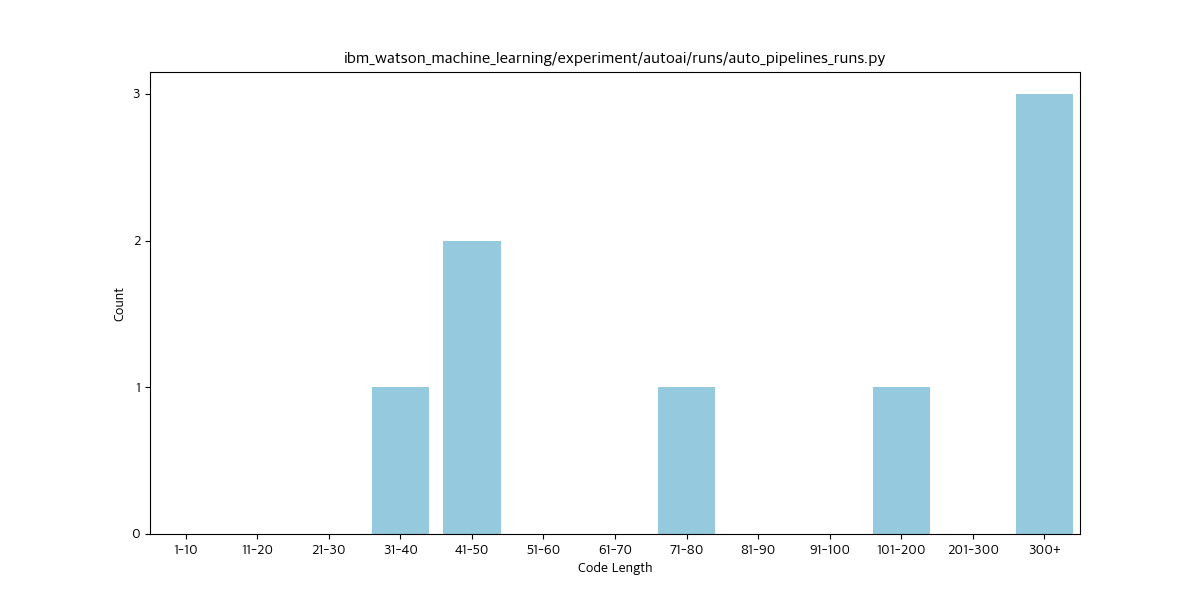 ibm_watson_machine_learning/experiment/autoai/runs/auto_pipelines_runs.py
3
2
1
0
Count
1-10 11-20 21-30 31-40 41-50 51-60 61-70 71-80 81-90 91-100 101-200 201-300 300+
Code Length